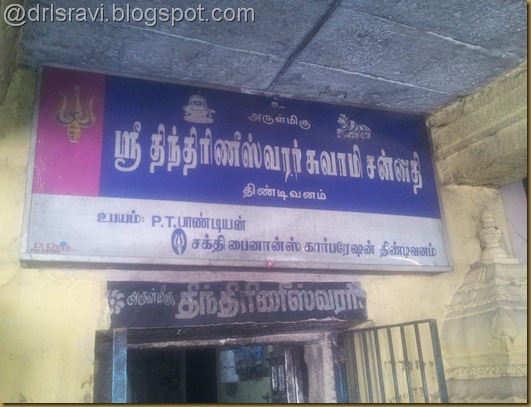 @drlsravi.blogspot.com
உ
அருள்மிகு
ஸ்ரீ திந்திரிணீஸ்வரர் சுவாமி சன்னதி
திண்டிவனம்
உபயம்: P.T.பாண்டியன்
சக்தி பைனான்ஸ் கார்பரேஷன் திண்டிவனம்
அருள்மிகு, திந்திரிணீஸ்வரர்